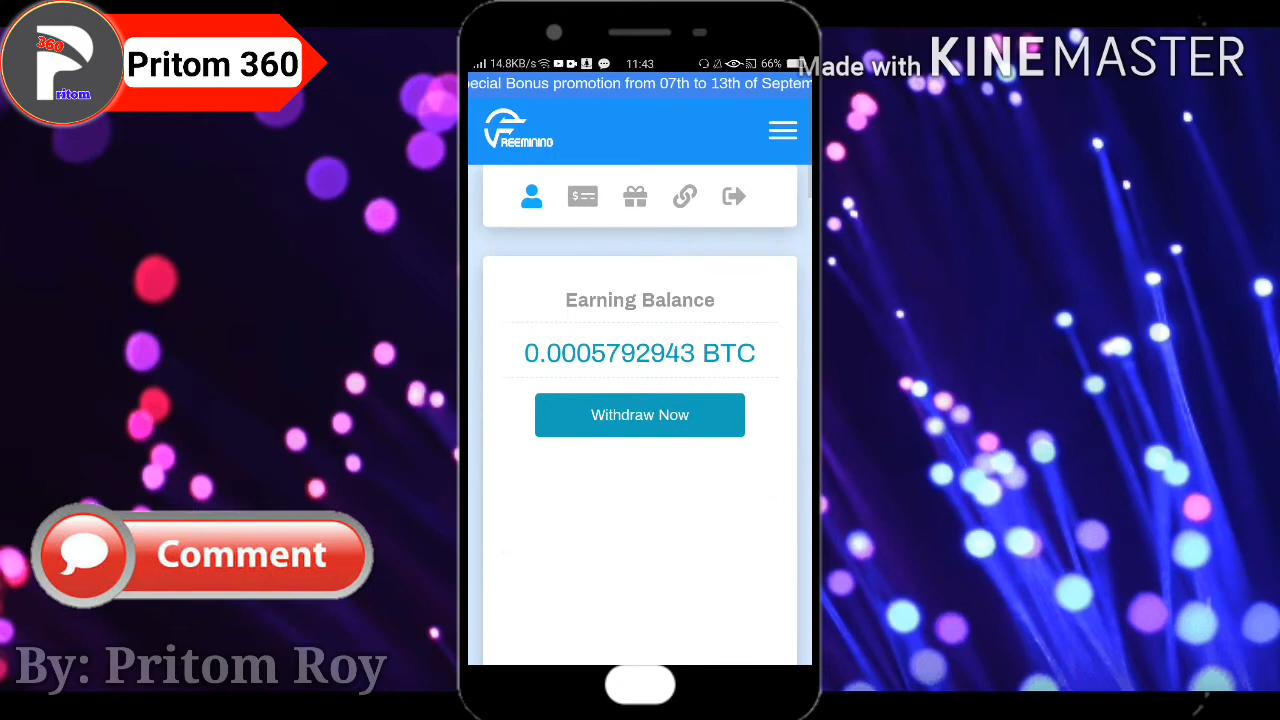 360
Pritom
Pritom 360
Made with KINEMASTER
14.8KB/s 11:43 66%
ecial Bonus promotion from 07th to 13th of Septem
FREEMINING
Earning Balance
0.0005792943 BTC
Withdraw Now
Comment
By: Pritom Roy